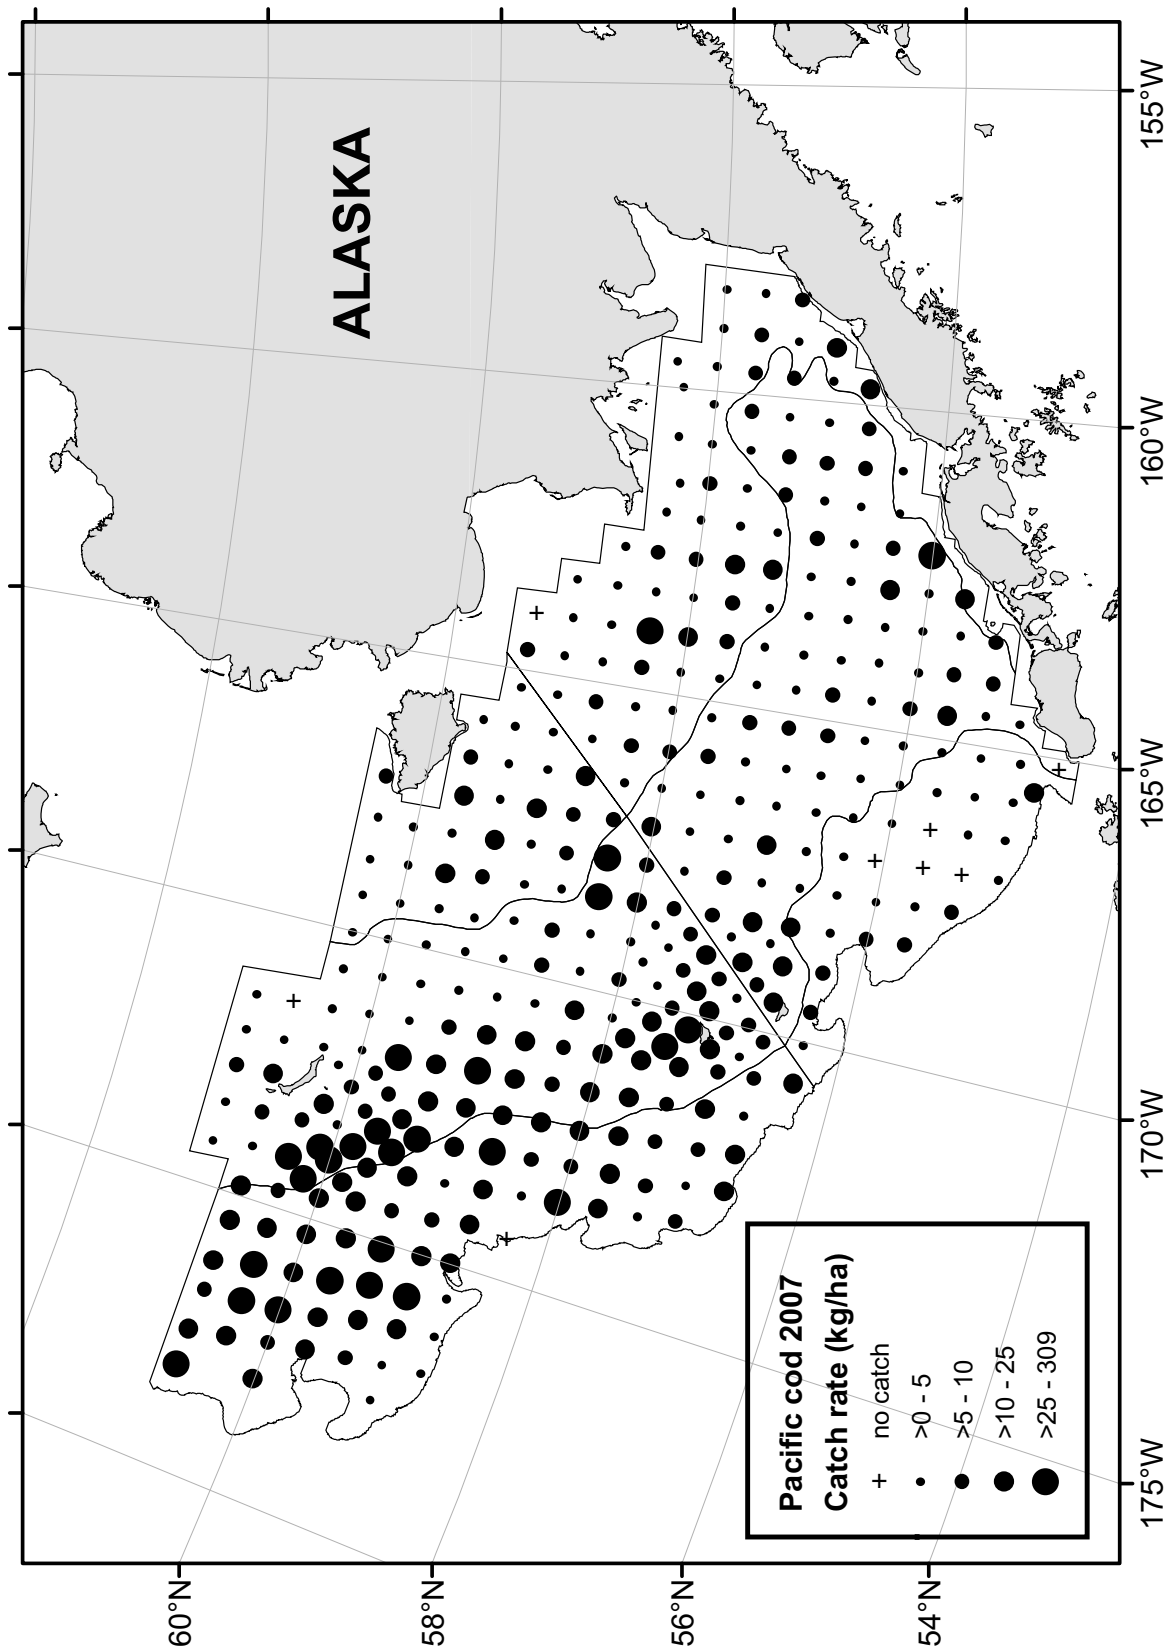 ALASKA
60°N
58°N
56°N
54°N
175°W
170°W
165°W
160°W
155°W
Pacific cod 2007
Catch rate (kg/ha)
no catch
>0 - 5
>5 - 10
>10 - 25
>25 - 309